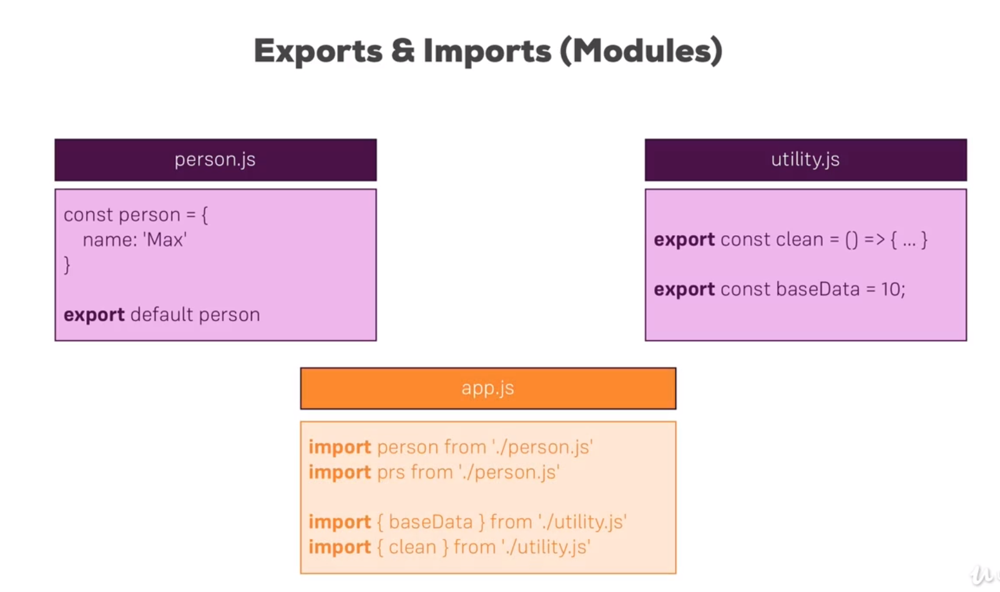 Exports & Imports (Modules)
person.js
const person = {
name: 'Max'
}
export default person
utility.js
export const clean = () => { ... }
export const baseData = 10;
app.js
import person from './person.js'
import prs from './person.js'
import { baseData } from './utility.js'
import { clean } from './utility.js'